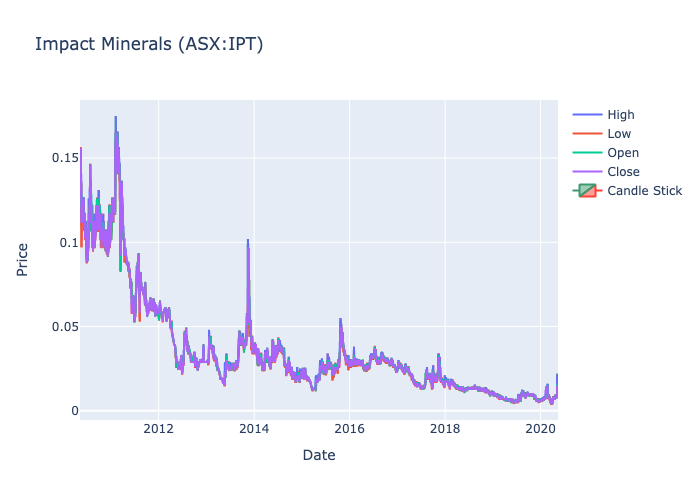 Impact Minerals (ASX:IPT)
High
Low
Open
Close
Candle Stick
0.15
0.1
0.05
0
Price
2012
2014
2016
2018
2020
Date